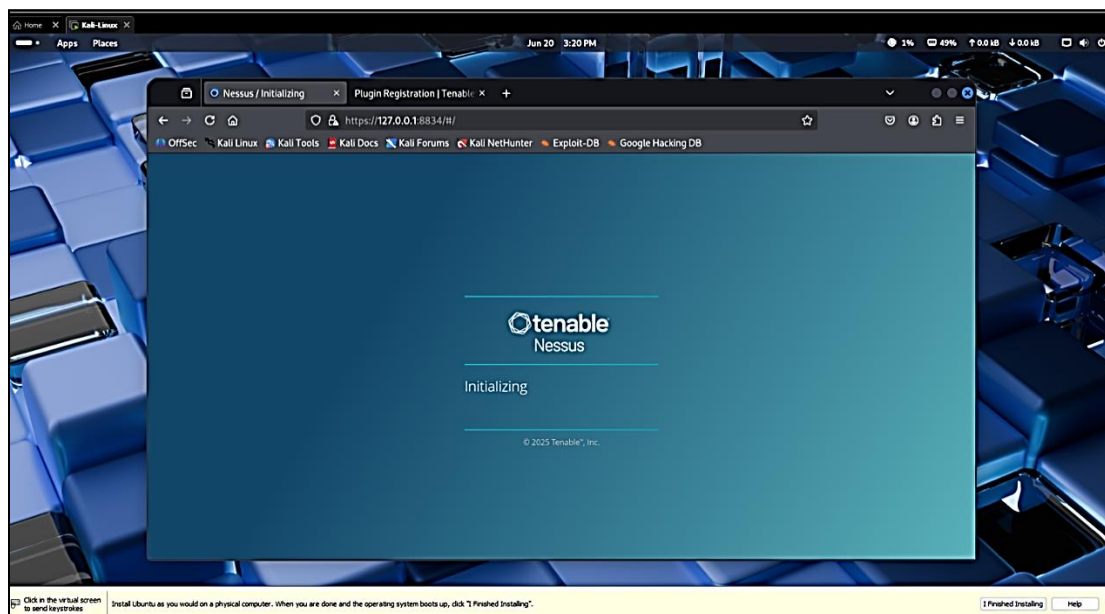 Home
Kali-Linux
Apps Places Jun 20 3:20 PM 1% 49% 0.0 kB 0.0 kB
Nessus / Initializing Plugin Registration | Tenable
https://127.0.0.1:8834/#/
OffSec Kali Linux Kali Tools Kali Docs Kali Forums Kali NetHunter Exploit-DB Google Hacking DB
tenable
Nessus
Initializing
© 2025 Tenable™, Inc.
Click in the virtual screen
to send keystrokes
Install Ubuntu as you would on a physical computer. When you are done and the operating system boots up, click "I Finished Installing".
I Finished Installing
Help